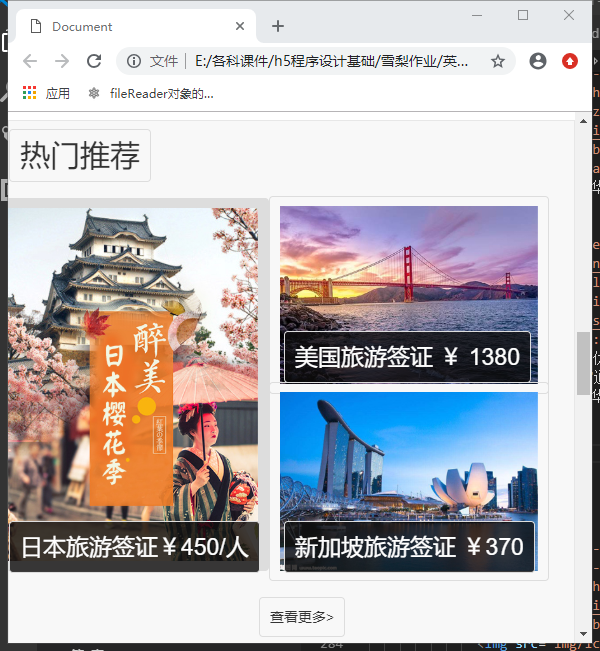 Document
文件 E:/各科课件/h5程序设计基础/雪梨作业/英...
应用 fileReader对象的...
热门推荐
醉美
日本樱花季
美国旅游签证 ￥ 1380
日本旅游签证￥450/人
新加坡旅游签证 ￥370
查看更多>
284